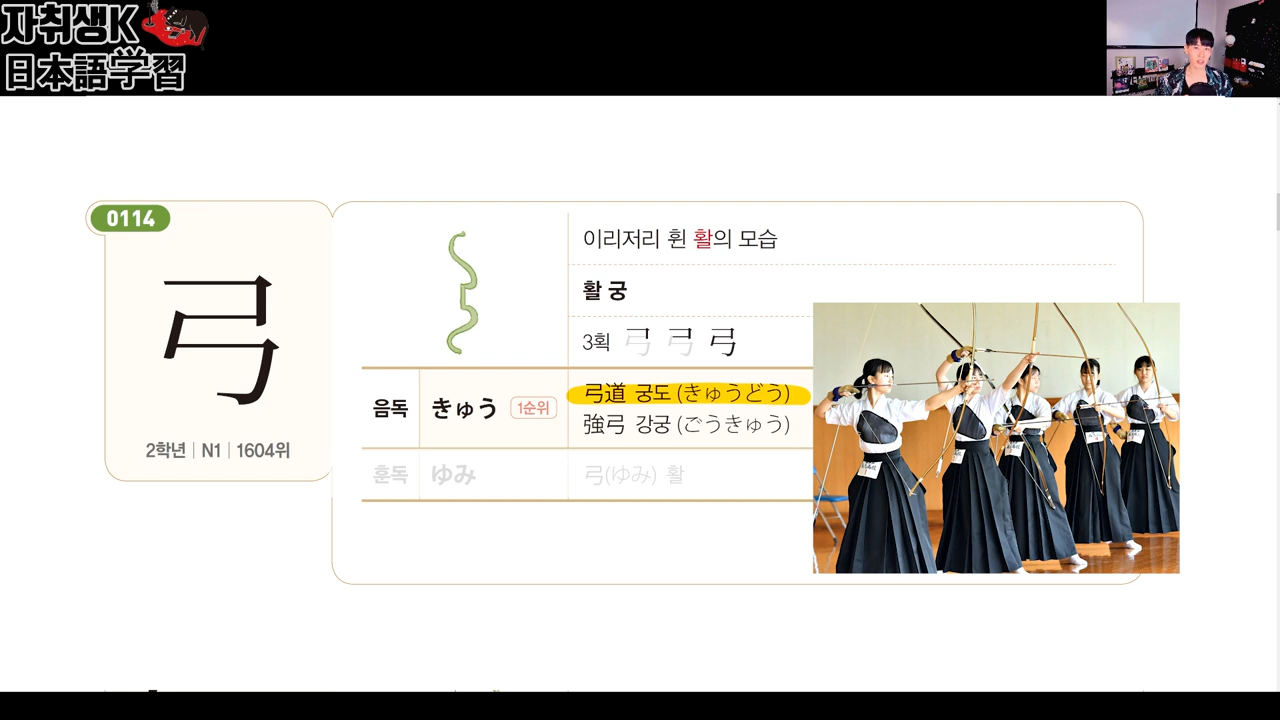 자취생K
日本語学習
0114
弓
2학년 | N1 | 1604위
이리저리 휜 활의 모습
활 궁
3획 弓 弓 弓
음독 きゅう 1순위
弓道 궁도 (きゅうどう)
強弓 강궁 (ごうきゅう)
훈독 ゆみ 弓(ゆみ) 활